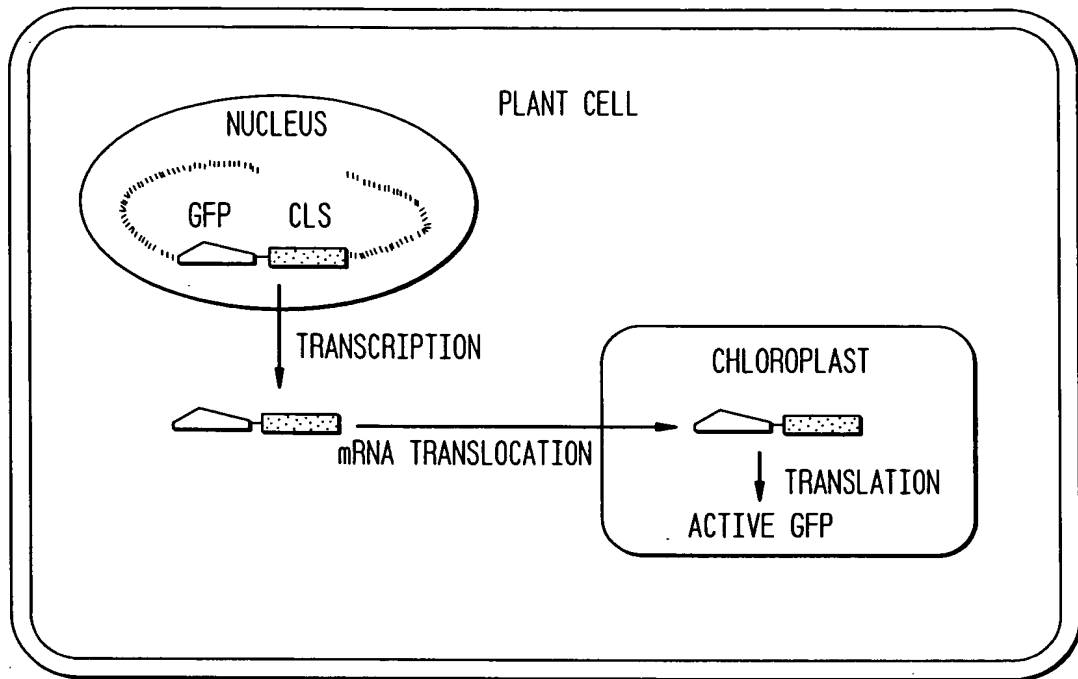 PLANT CELL
NUCLEUS
GFP CLS
TRANSCRIPTION
mRNA TRANSLOCATION
CHLOROPLAST
TRANSLATION
ACTIVE GFP